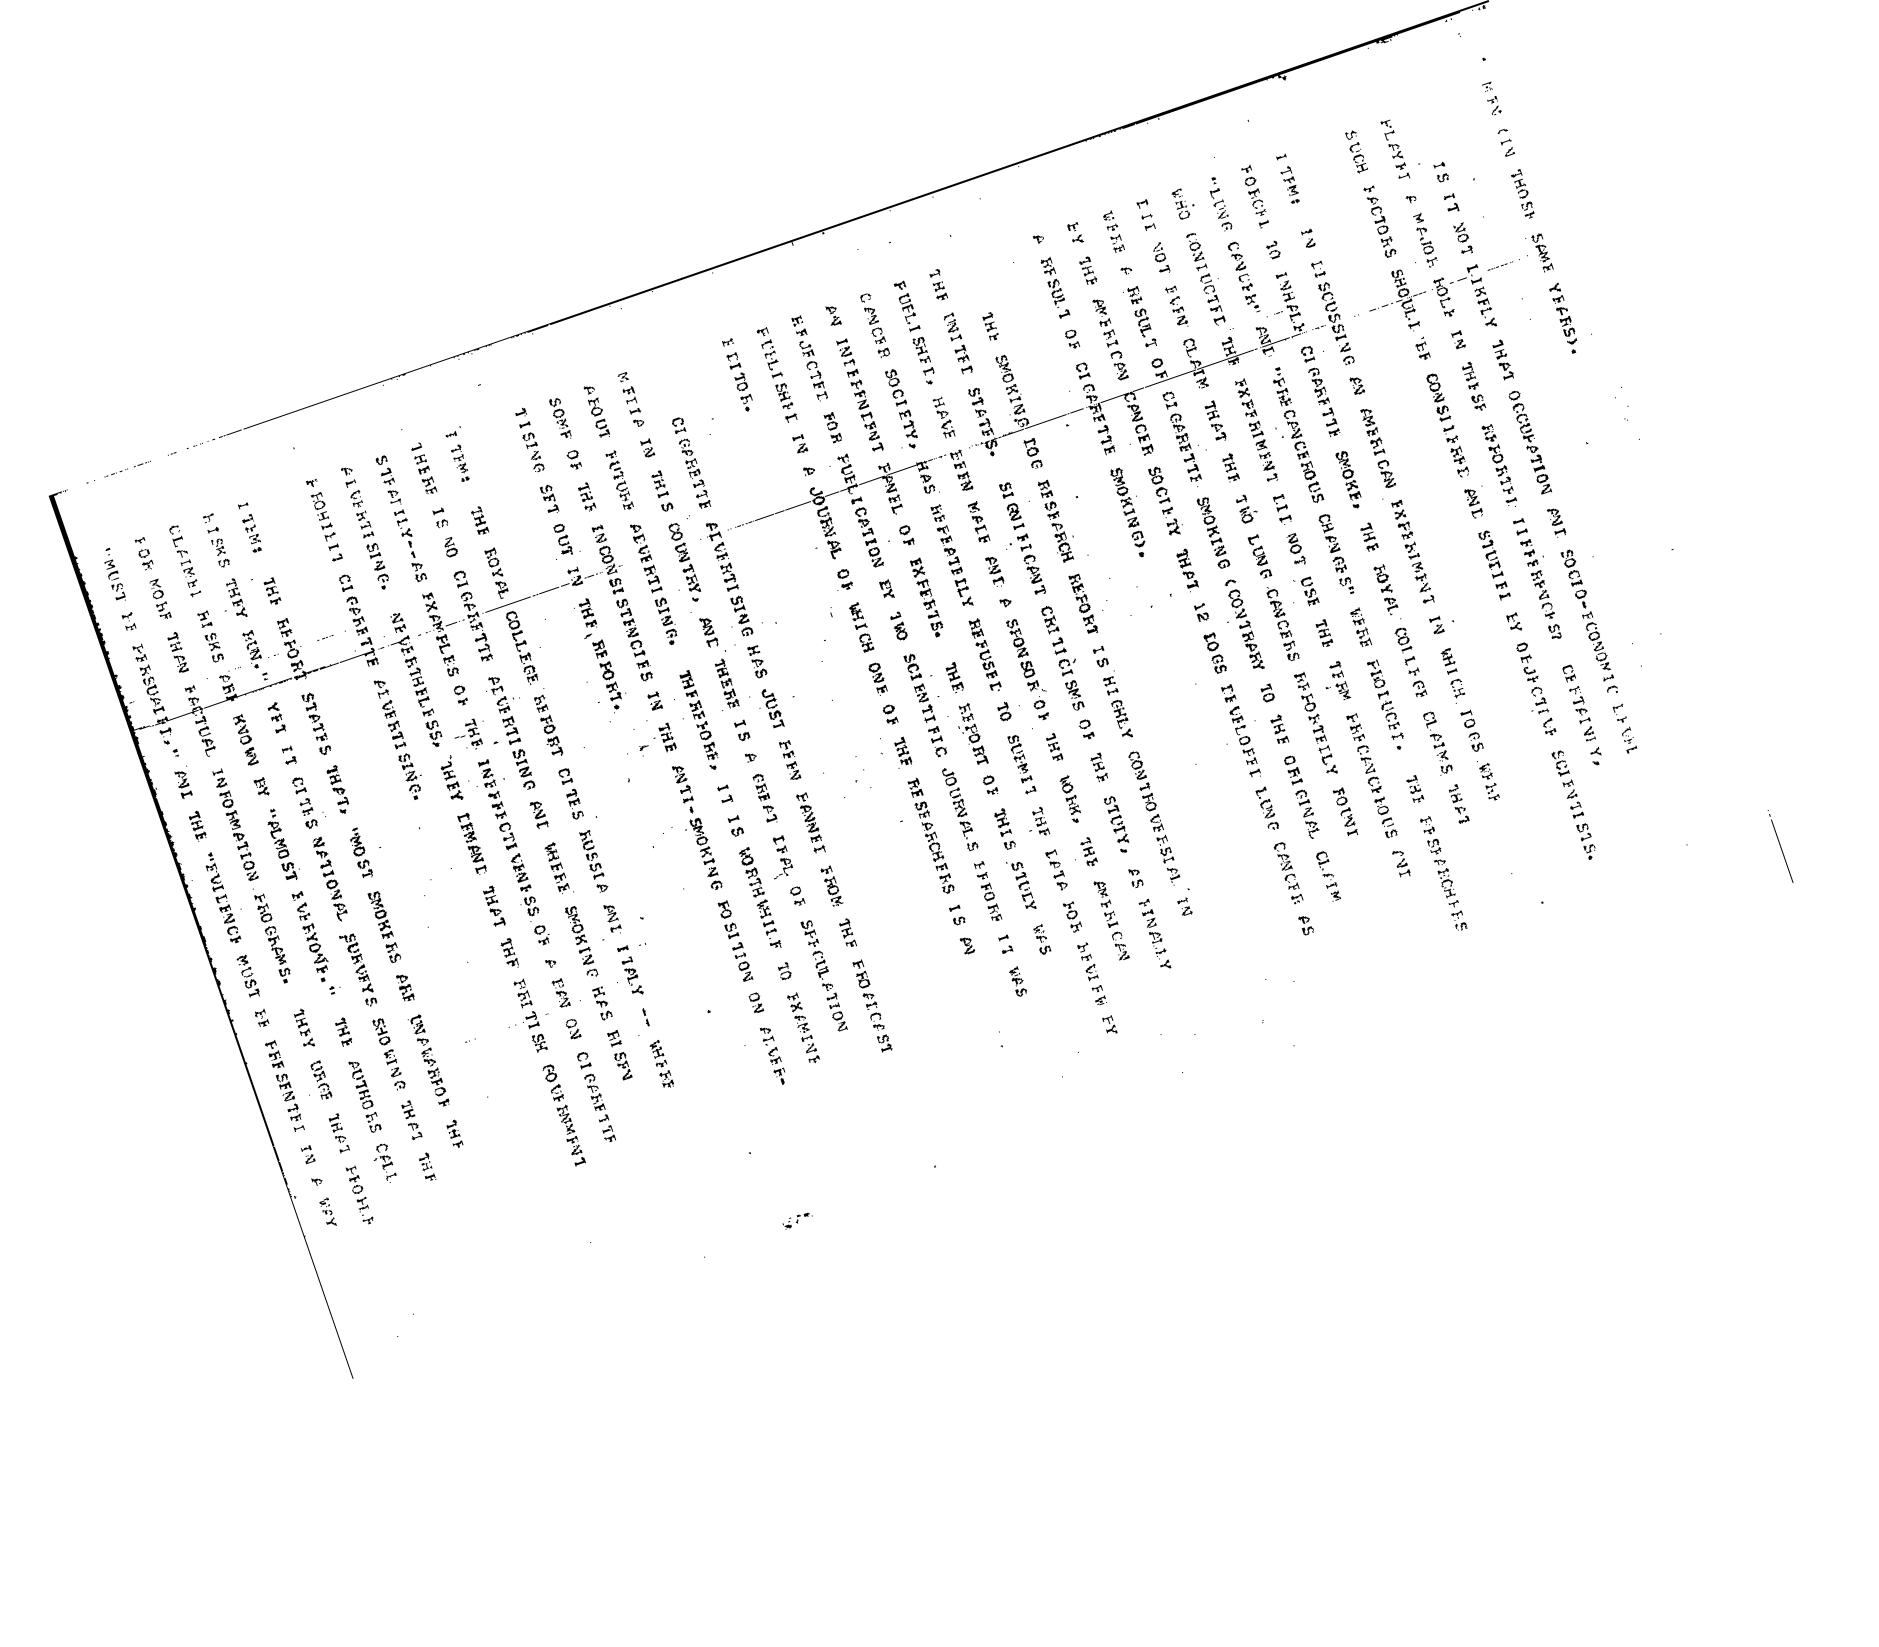 MEN (IN THOSE SAME YEARS).
IS IT NOT LIKELY THAT OCCUPATION AND SOCIO-ECONOMIC LEVEL
PLAYED A MAJOR ROLE IN THESE REPORTED DIFFERENCES? CERTAINLY,
SUCH FACTORS SHOULD BE CONSIDERED AND STUDIED BY OBJECTIVE SCIENTISTS.
ITEM: IN DISCUSSING AN AMERICAN EXPERIMENT IN WHICH DOGS WERE
FORCED TO INHALE CIGARETTE SMOKE, THE ROYAL COLLEGE CLAIMS THAT
"LUNG CANCER" AND "PRECANCEROUS CHANGES" WERE PRODUCED. THE RESEARCHERS
WHO CONDUCTED THE EXPERIMENT DID NOT USE THE TERM PRECANCEROUS AND
DID NOT EVEN CLAIM THAT THE TWO LUNG CANCERS REPORTEDLY FOUND
WERE A RESULT OF CIGARETTE SMOKING (CONTRARY TO THE ORIGINAL CLAIM
BY THE AMERICAN CANCER SOCIETY THAT 12 DOGS DEVELOPED LUNG CANCER AS
A RESULT OF CIGARETTE SMOKING).
THE SMOKING DOG RESEARCH REPORT IS HIGHLY CONTROVERSIAL IN
THE UNITED STATES. SIGNIFICANT CRITICISMS OF THE STUDY, AS FINALLY
PUBLISHED, HAVE BEEN MADE AND A SPONSOR OF THE WORK, THE AMERICAN
CANCER SOCIETY, HAS REPEATEDLY REFUSED TO SUBMIT THE DATA FOR REVIEW BY
AN INDEPENDENT PANEL OF EXPERTS. THE REPORT OF THIS STUDY WAS
REJECTED FOR PUBLICATION BY TWO SCIENTIFIC JOURNALS BEFORE IT WAS
PUBLISHED IN A JOURNAL OF WHICH ONE OF THE RESEARCHERS IS AN
EDITOR.
CIGARETTE ADVERTISING HAS JUST BEEN BANNED FROM THE BROADCAST
MEDIA IN THIS COUNTRY, AND THERE IS A GREAT DEAL OF SPECULATION
ABOUT FUTURE ADVERTISING. THEREFORE, IT IS WORTHWHILE TO EXAMINE
SOME OF THE INCONSISTENCIES IN THE ANTI-SMOKING POSITION ON ADVER-
TISING SET OUT IN THE REPORT.
ITEM: THE ROYAL COLLEGE REPORT CITES RUSSIA AND ITALY -- WHERE
THERE IS NO CIGARETTE ADVERTISING AND WHERE SMOKING HAS RISEN
STEADILY--AS EXAMPLES OF THE INEFFECTIVENESS OF A BAN ON CIGARETTE
ADVERTISING. NEVERTHELESS, THEY DEMAND THAT THE BRITISH GOVERNMENT
PROHIBIT CIGARETTE ADVERTISING.
ITEM: THE REPORT STATES THAT, "MOST SMOKERS ARE UNAWAREOF THE
RISKS THEY RUN." YET IT CITES NATIONAL SURVEYS SHOWING THAT THE
CLAIMED RISKS ARE KNOWN BY "ALMOST EVERYONE." THE AUTHORS CALL
FOR MORE THAN FACTUAL INFORMATION PROGRAMS. THEY URGE THAT PEOPLE
"MUST BE PERSUADED," AND THE "EVIDENCE MUST BE PRESENTED IN A WAY